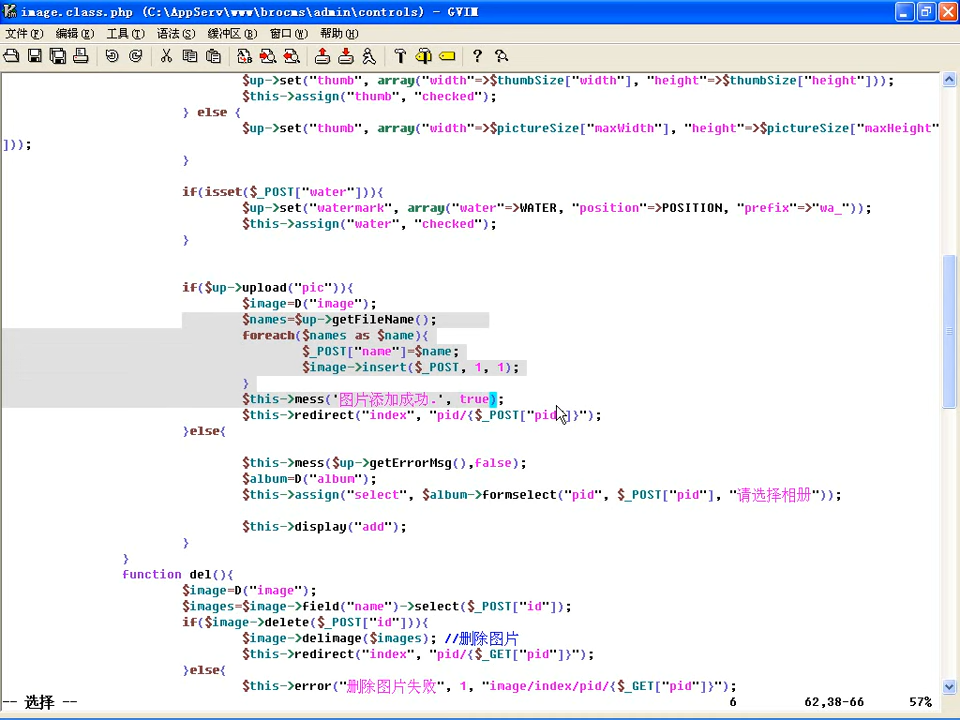 image.class.php (C:\AppServ\www\brocms\admin\controls) - GVIM
文件(F) 编辑(E) 工具(T) 语法(S) 缓冲区(B) 窗口(W) 帮助(H)
$up->set("thumb", array("width"=>$thumbSize["width"], "height"=>$thumbSize["height"]));
$this->assign("thumb", "checked");
} else {
$up->set("thumb", array("width"=>$pictureSize["maxWidth"], "height"=>$pictureSize["maxHeight"
]));
}
if(isset($_POST["water"])){
$up->set("watermark", array("water"=>WATER, "position"=>POSITION, "prefix"=>"wa_"));
$this->assign("water", "checked");
}
if($up->upload("pic")){
$image=D("image");
$names=$up->getFileName();
foreach($names as $name){
$_POST["name"]=$name;
$image->insert($_POST, 1, 1);
}
$this->mess('图片添加成功.', true);
$this->redirect("index", "pid/{$_POST["pid"]}");
}else{
$this->mess($up->getErrorMsg(),false);
$album=D("album");
$this->assign("select", $album->formselect("pid", $_POST["pid"], "请选择相册"));
$this->display("add");
}
}
function del(){
$image=D("image");
$images=$image->field("name")->select($_POST["id"]);
if($image->delete($_POST["id"])){
$image->delimage($images); //删除图片
$this->redirect("index", "pid/{$_GET["pid"]}");
}else{
$this->error("删除图片失败", 1, "image/index/pid/{$_GET["pid"]}");
-- 选择 -- 6 62,38-66 57%